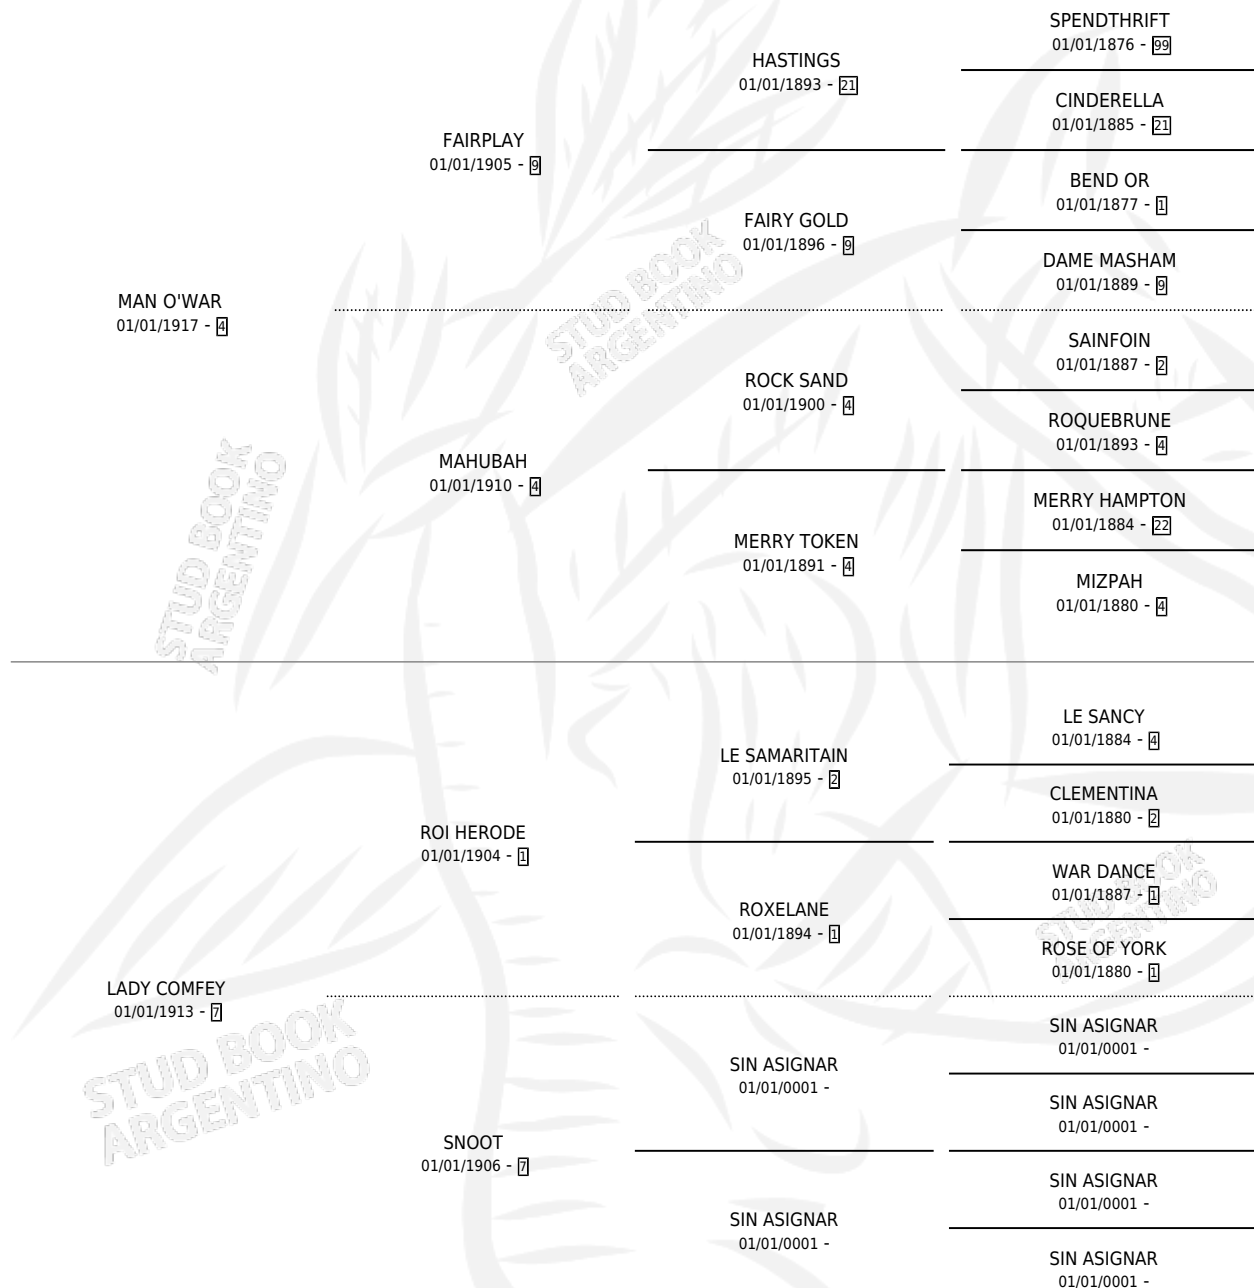 SPENDTHRIFT
01/01/1876 - 99
HASTINGS
01/01/1893 - 21
CINDERELLA
01/01/1885 - 21
FAIRPLAY
01/01/1905 - 9
BEND OR
01/01/1877 - 1
FAIRY GOLD
01/01/1896 - 9
DAME MASHAM
01/01/1889 - 9
MAN O'WAR
01/01/1917 - 4
SAINFOIN
01/01/1887 - 2
ROCK SAND
01/01/1900 - 4
ROQUEBRUNE
01/01/1893 - 4
MAHUBAH
01/01/1910 - 4
MERRY HAMPTON
01/01/1884 - 22
MERRY TOKEN
01/01/1891 - 4
MIZPAH
01/01/1880 - 4
STUD BOOK
ARGENTINO
STUD BOOK
ARGENTINO
LE SANCY
01/01/1884 - 4
LE SAMARITAIN
01/01/1895 - 2
CLEMENTINA
01/01/1880 - 2
ROI HERODE
01/01/1904 - 1
WAR DANCE
01/01/1887 - 1
ROXELANE
01/01/1894 - 1
ROSE OF YORK
01/01/1880 - 1
LADY COMFEY
01/01/1913 - 7
SIN ASIGNAR
01/01/0001 -
SIN ASIGNAR
01/01/0001 -
SIN ASIGNAR
01/01/0001 -
SNOOT
01/01/1906 - 7
SIN ASIGNAR
01/01/0001 -
SIN ASIGNAR
01/01/0001 -
SIN ASIGNAR
01/01/0001 -
STUD BOOK
ARGENTINO
STUD BOOK
ARGENTINO